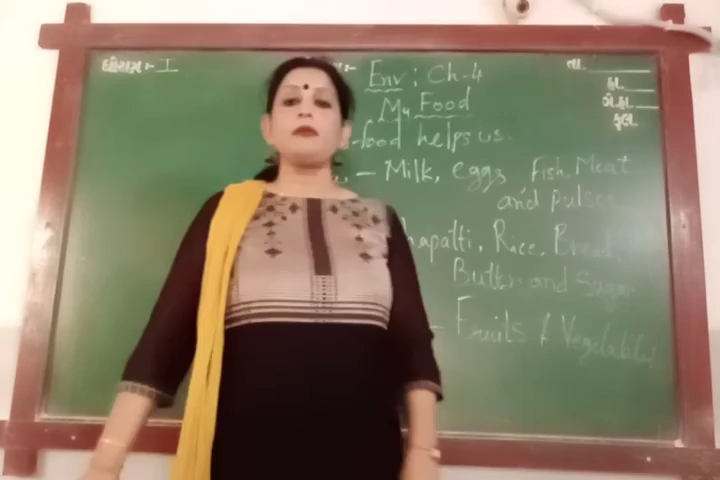 ધોરણ :- I
Env ; Ch-4
તા.
My Food
food helps us.
કુલ
- Milk, eggs Fish, Meat
and pulses
hapatti, Rice, Bread,
Butter and Sugar
- Fruits & Vegetables